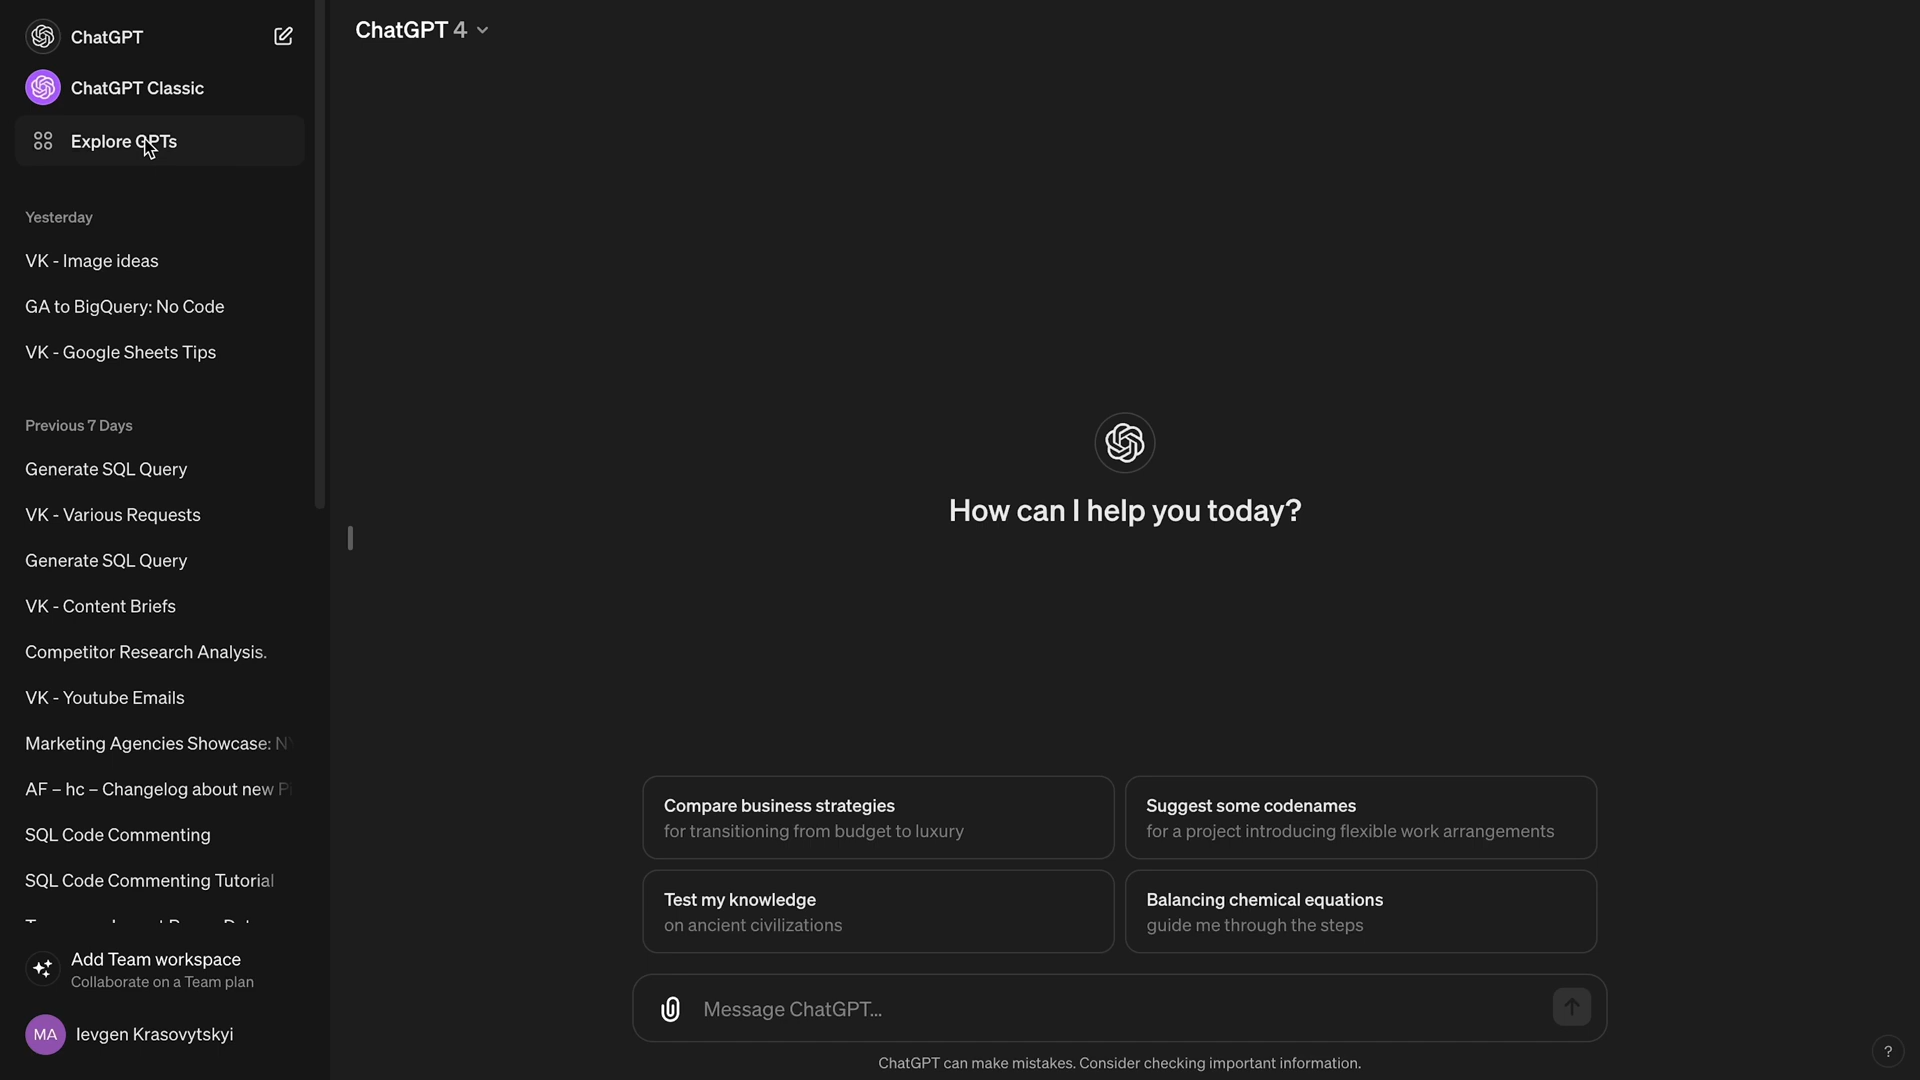 ChatGPT
ChatGPT Classic
Explore GPTs
Yesterday
VK - Image ideas
GA to BigQuery: No Code
VK - Google Sheets Tips
Previous 7 Days
Generate SQL Query
VK - Various Requests
Generate SQL Query
VK - Content Briefs
Competitor Research Analysis.
VK - Youtube Emails
Marketing Agencies Showcase: NY
AF – hc – Changelog about new
SQL Code Commenting
SQL Code Commenting Tutorial
Add Team workspace
Collaborate on a Team plan
MA
Ievgen Krasovytskyi
ChatGPT 4
How can I help you today?
Compare business strategies
for transitioning from budget to luxury
Suggest some codenames
for a project introducing flexible work arrangements
Test my knowledge
on ancient civilizations
Balancing chemical equations
guide me through the steps
Message ChatGPT...
ChatGPT can make mistakes. Consider checking important information.
?